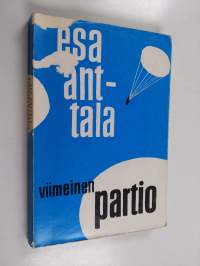 esa
ant-
tala
viimeinen
partio